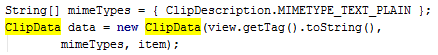 String[] mimeTypes = { ClipDescription.MIMETYPE_TEXT_PLAIN };
ClipData data = new ClipData(view.getTag().toString(),
        mimeTypes, item);